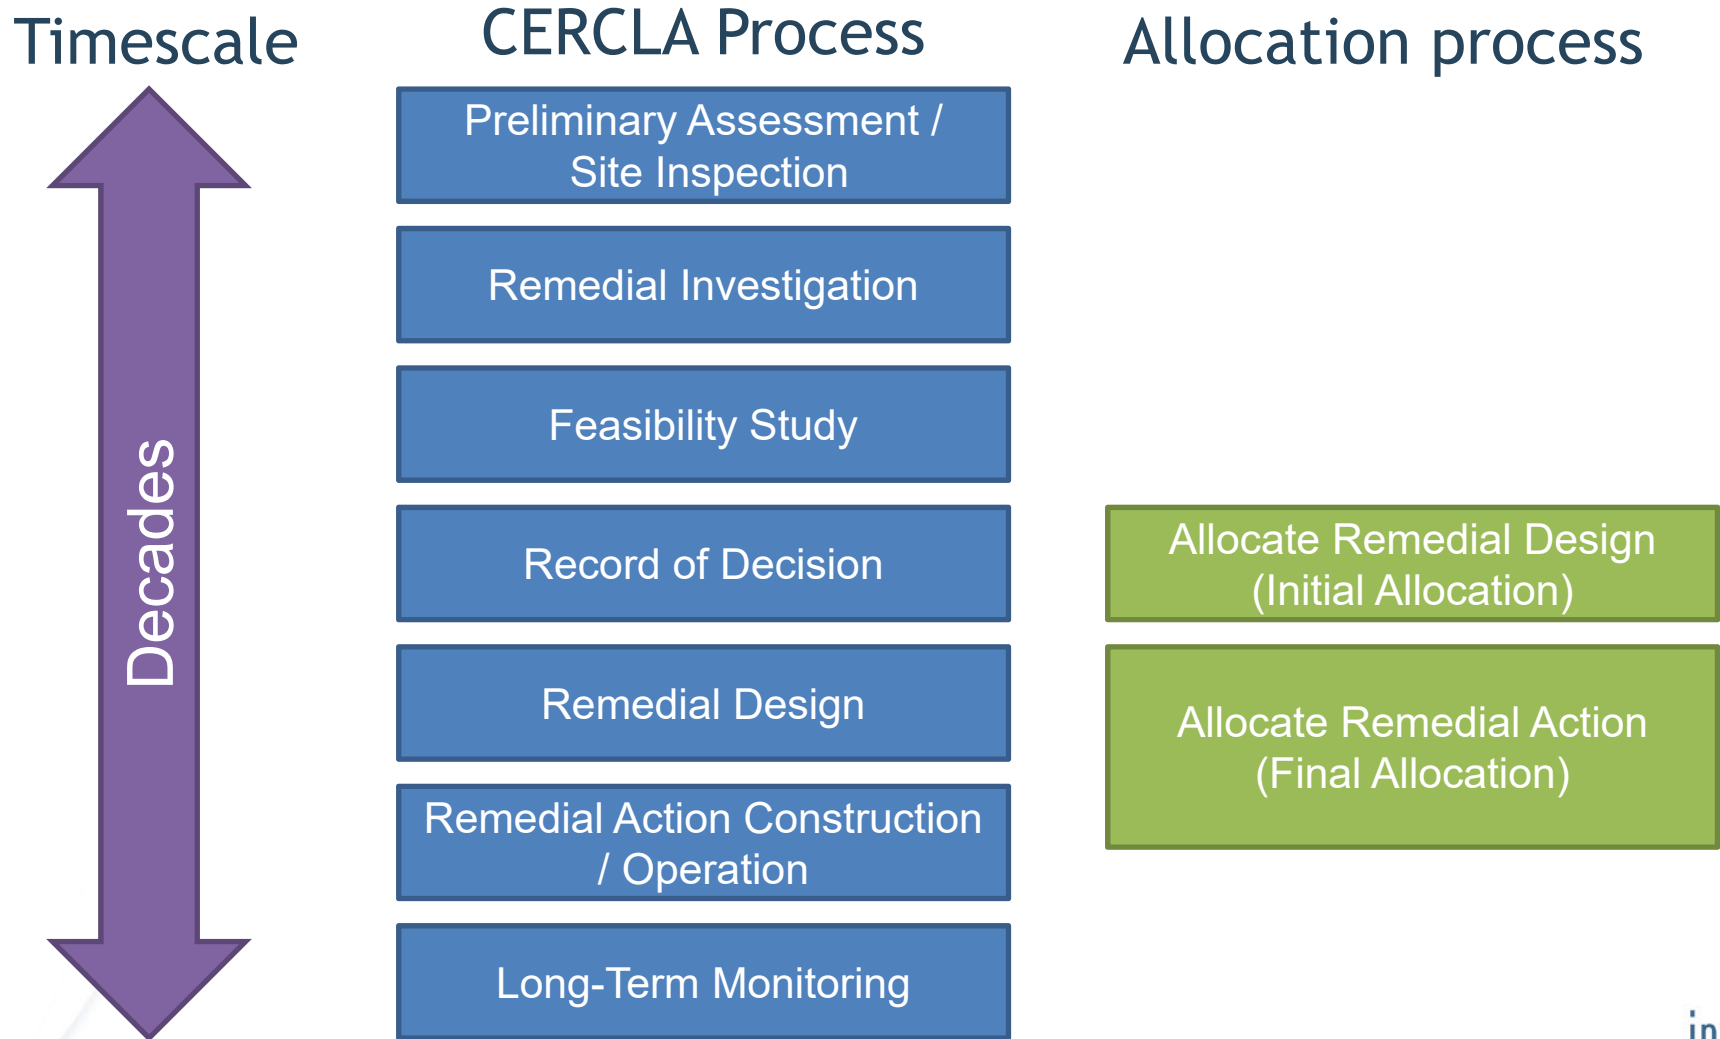 Timescale
CERCLA Process
Allocation process
Decades
Preliminary Assessment /
Site Inspection
Remedial Investigation
Feasibility Study
Record of Decision
Allocate Remedial Design
(Initial Allocation)
Remedial Design
Allocate Remedial Action
(Final Allocation)
Remedial Action Construction
/ Operation
Long-Term Monitoring
in